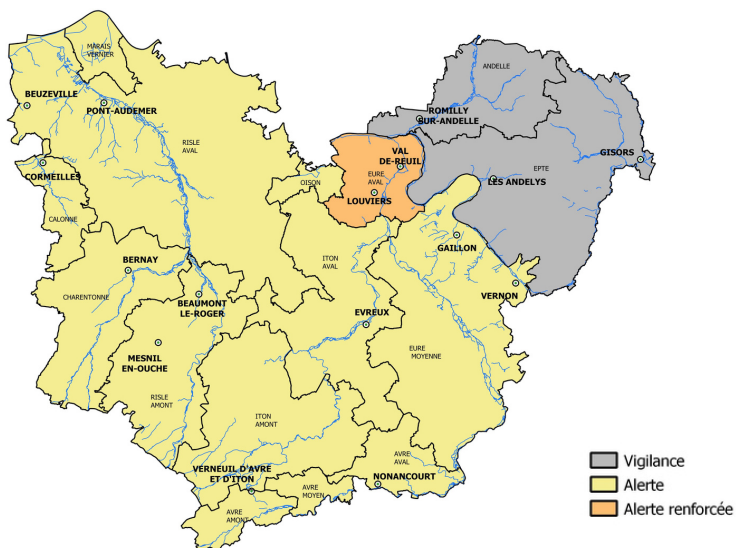 MARAIS
VERNIER
BEUZEVILLE
PONT-AUDEMER
ANDELLE
ROMILLY
SUR-ANDELLE
RISLE
AVAL
VAL
DE-REUIL
GISORS
CORMEILLES
EPTE
OISON
EURE
AVAL
LES ANDELYS
LOUVIERS
CALONNE
GAILLON
BERNAY
ITON
AVAL
CHARENTONNE
VERNON
BEAUMONT
LE-ROGER
EVREUX
MESNIL
EN-OUCHE
EURE
MOYENNE
RISLE
AMONT
ITON
AMONT
AVRE
AVAL
VERNEUIL D'AVRE
ET D'ITON
NONANCOURT
AVRE
MOYEN
AVRE
AMONT
Vigilance
Alerte
Alerte renforcée